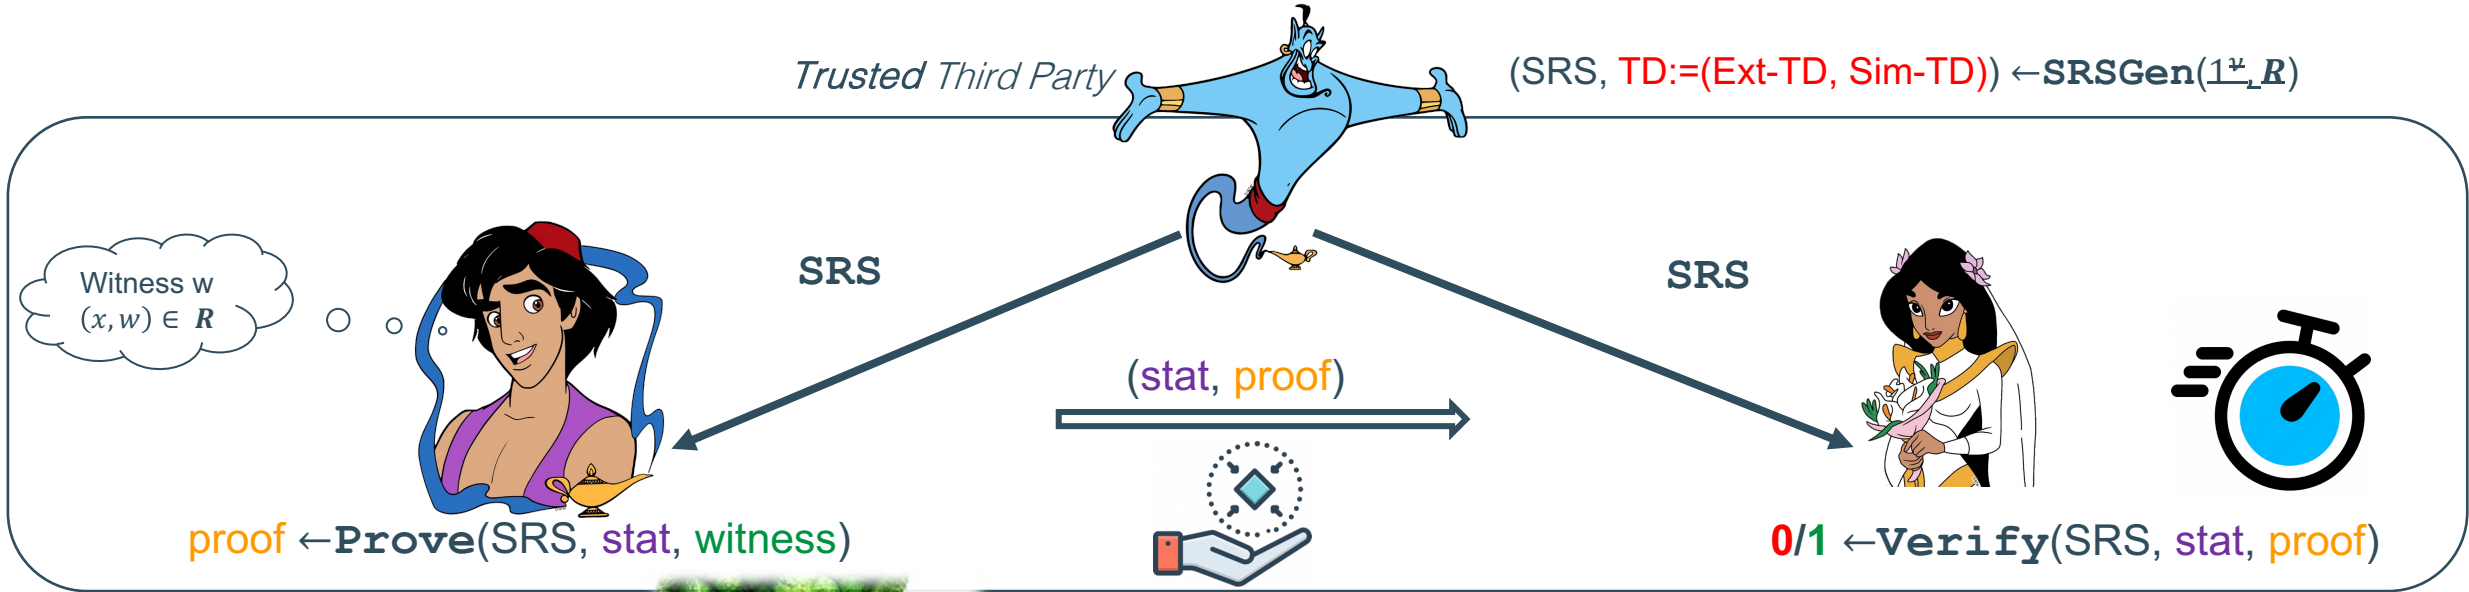 Trusted Third Party
(SRS, TD:=(Ext-TD, Sim-TD)) ←SRSGen(1^ν, R)
Witness w
(x, w) ∈ R
SRS
SRS
(stat, proof)
proof ←Prove(SRS, stat, witness)
0/1 ←Verify(SRS, stat, proof)